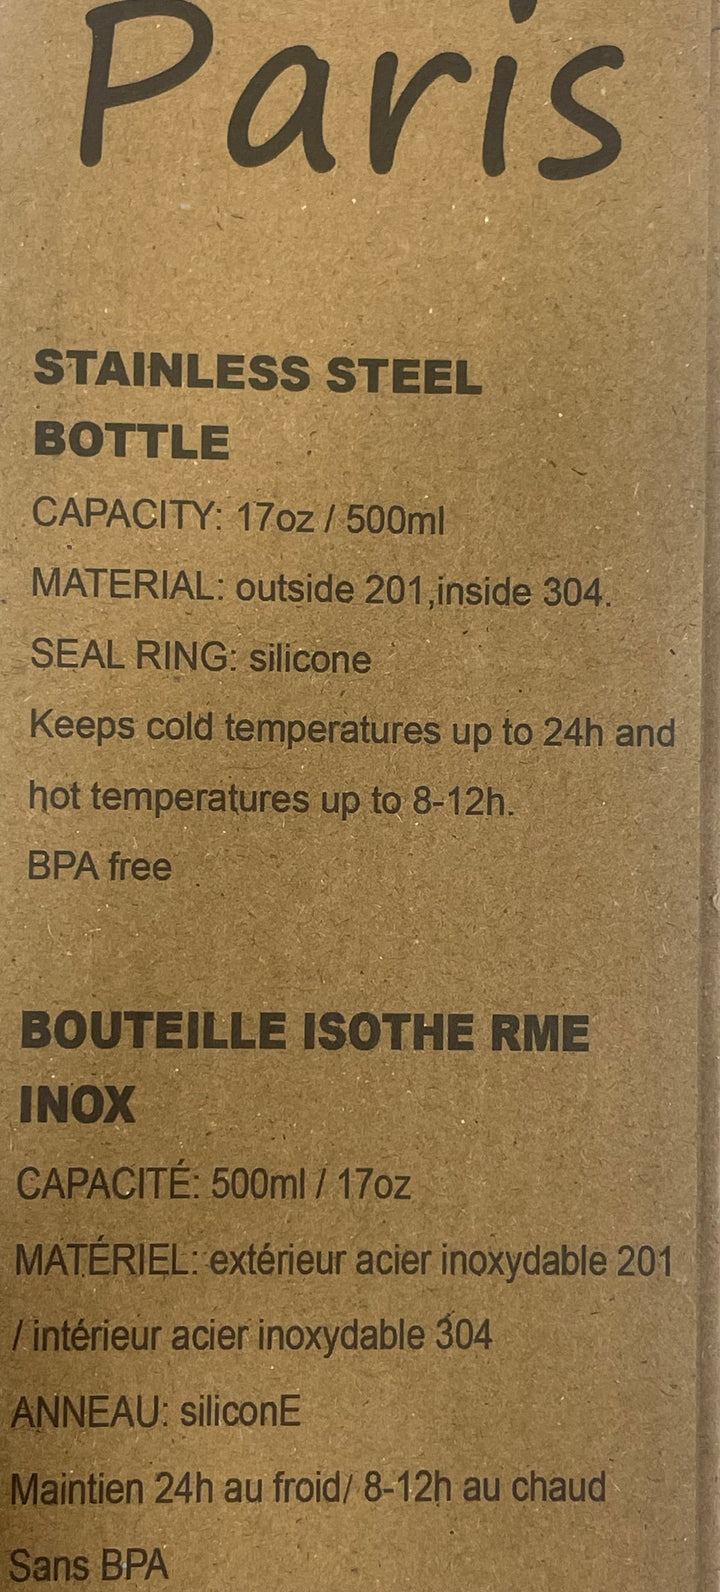 Paris
STAINLESS STEEL
BOTTLE
CAPACITY: 17oz / 500ml
MATERIAL: outside 201,inside 304.
SEAL RING: silicone
Keeps cold temperatures up to 24h and
hot temperatures up to 8-12h.
BPA free
BOUTEILLE ISOTHE RME
INOX
CAPACITÉ: 500ml / 17oz
MATÉRIEL: extérieur acier inoxydable 201
/ intérieur acier inoxydable 304
ANNEAU: siliconE
Maintien 24h au froid/ 8-12h au chaud
Sans BPA